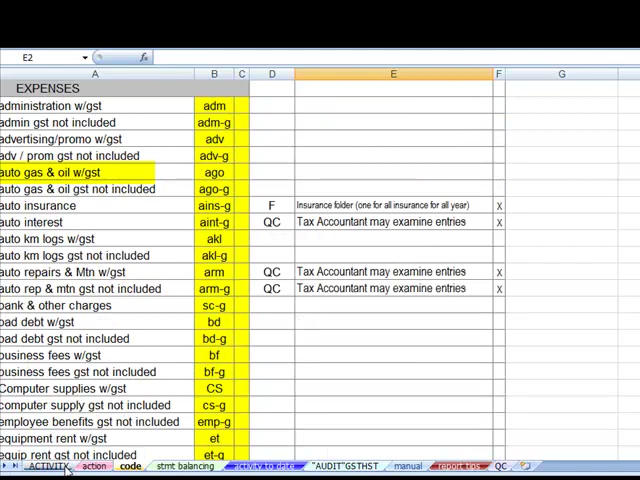 E2 fx
A B C D E F G
EXPENSES
administration w/gst adm
admin gst not included adm-g
advertising/promo w/gst adv
adv / prom gst not included adv-g
auto gas & oil w/gst ago
auto gas & oil gst not included ago-g
auto insurance ains-g F Insurance folder (one for all insurance for all year) X
auto interest aint-g QC Tax Accountant may examine entries X
auto km logs w/gst akl
auto km logs gst not included akl-g
auto repairs & Mtn w/gst arm QC Tax Accountant may examine entries X
auto rep & mtn gst not included arm-g QC Tax Accountant may examine entries X
bank & other charges sc-g
bad debt w/gst bd
bad debt gst not included bd-g
business fees w/gst bf
business fees gst not included bf-g
Computer supplies w/gst CS
computer supply gst not included cs-g
employee benefits gst not included emp-g
equipment rent w/gst et
equip rent gst not included et-g
ACTIVITY action code stmt balancing activity to date "AUDIT"GSTHST manual report tips QC